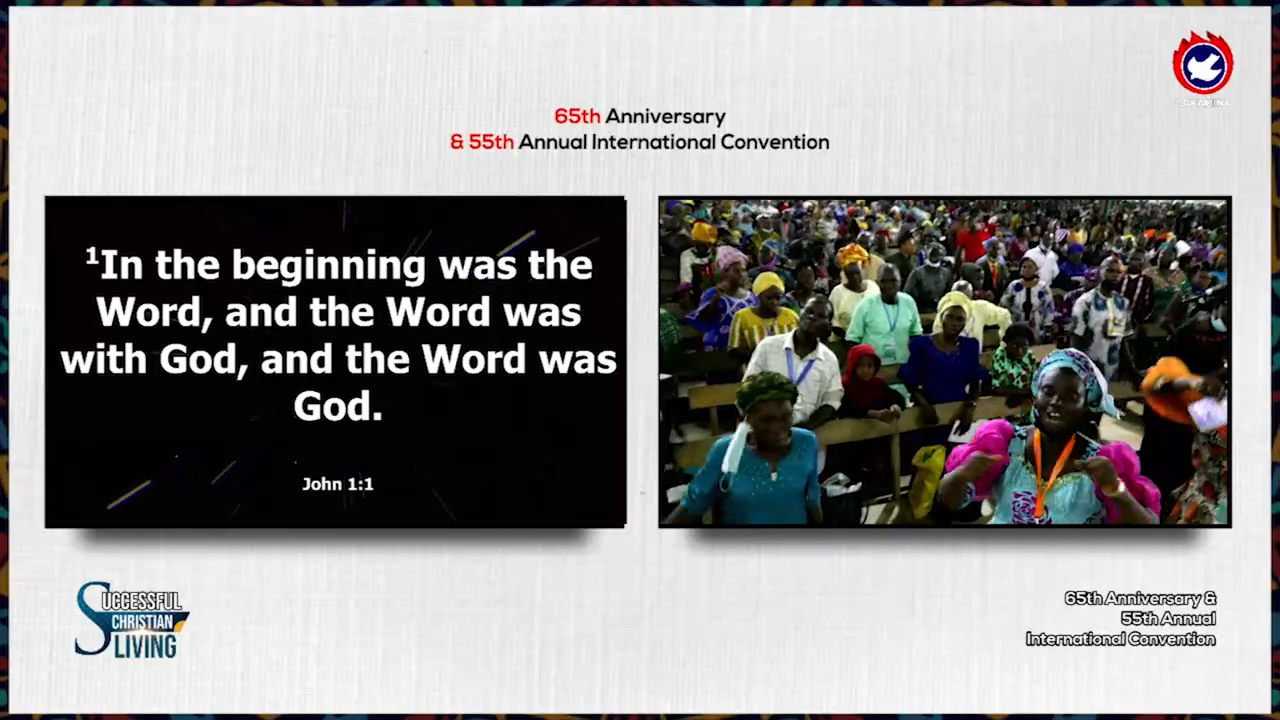 65th Anniversary
& 55th Annual International Convention
¹In the beginning was the
Word, and the Word was
with God, and the Word was
God.
John 1:1
SUCCESSFUL
CHRISTIAN
LIVING
65th Anniversary &
55th Annual
International Convention